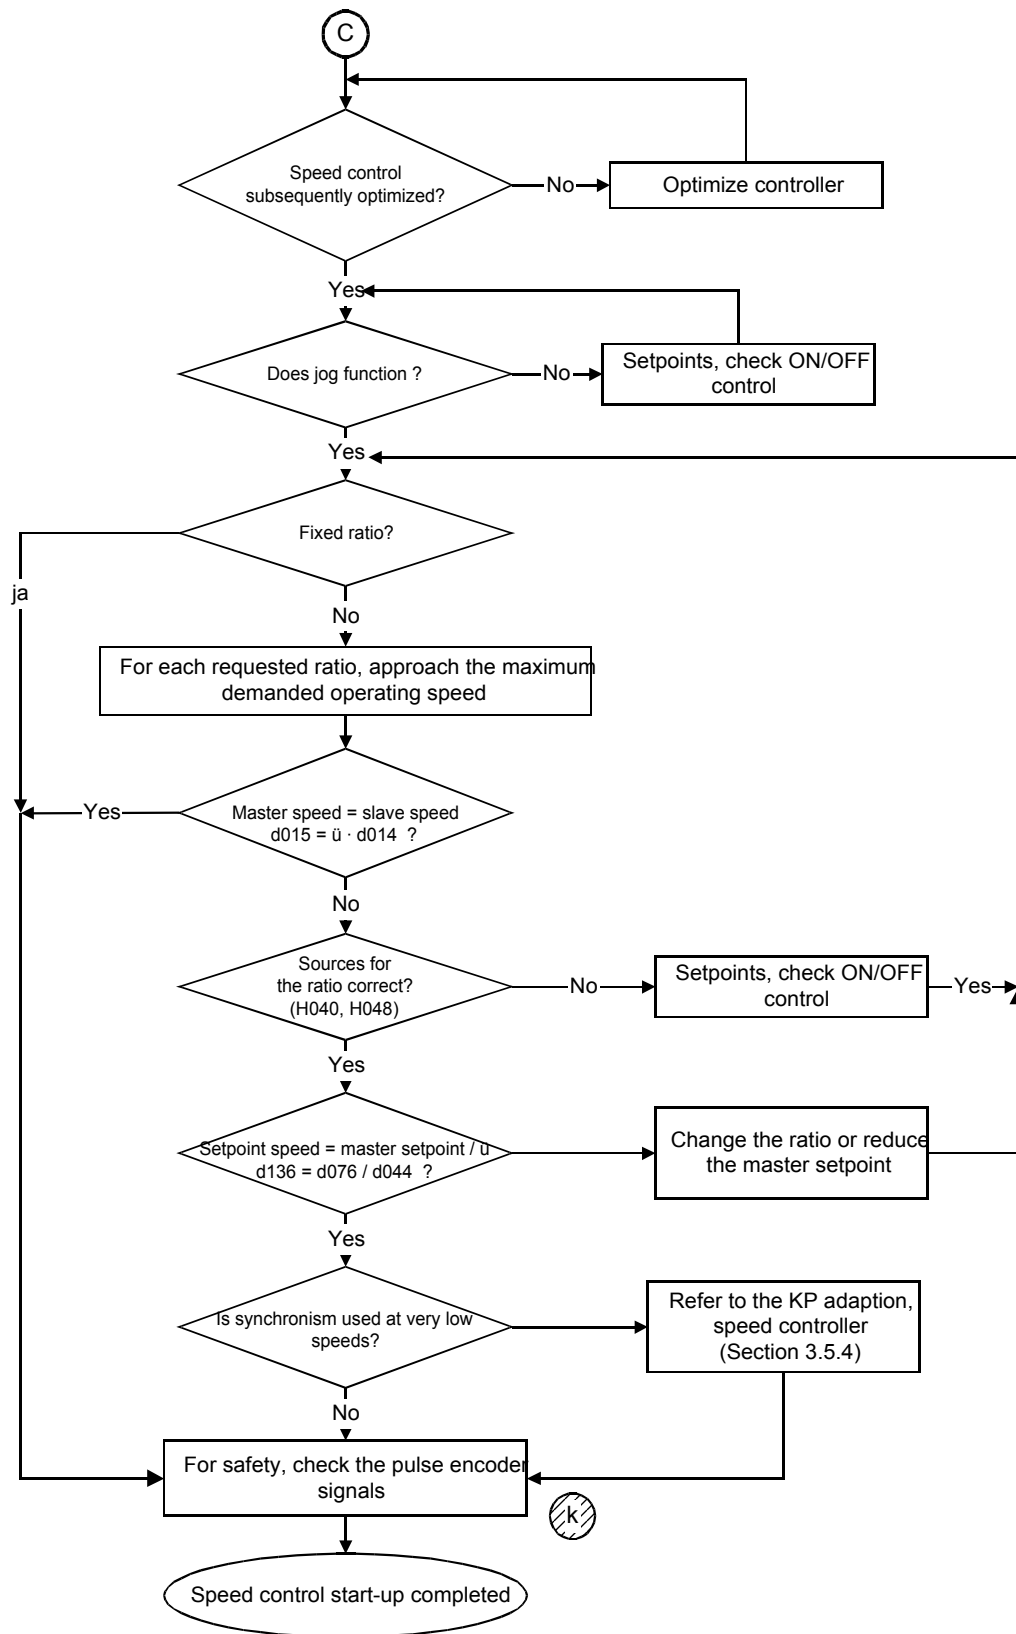 C
Speed control
subsequently optimized?
No
Optimize controller
Yes
Does jog function ?
No
Setpoints, check ON/OFF
control
Yes
Fixed ratio?
ja
No
For each requested ratio, approach the maximum
demanded operating speed
Yes
Master speed = slave speed
d015 = ü · d014 ?
No
Sources for
the ratio correct?
(H040, H048)
No
Setpoints, check ON/OFF
control
Yes
Yes
Setpoint speed = master setpoint / ü
d136 = d076 / d044 ?
Change the ratio or reduce
the master setpoint
Yes
Is synchronism used at very low
speeds?
Refer to the KP adaption,
speed controller
(Section 3.5.4)
No
For safety, check the pulse encoder
signals
k
Speed control start-up completed